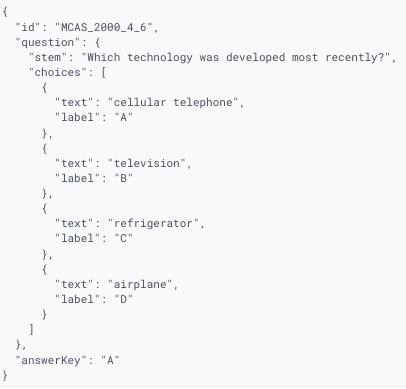 {
"id": "MCAS_2000_4_6",
"question": {
"stem": "Which technology was developed most recently?",
"choices": [
{
"text": "cellular telephone",
"label": "A"
},
{
"text": "television",
"label": "B"
},
{
"text": "refrigerator",
"label": "C"
},
{
"text": "airplane",
"label": "D"
}
]
},
"answerKey": "A"
}